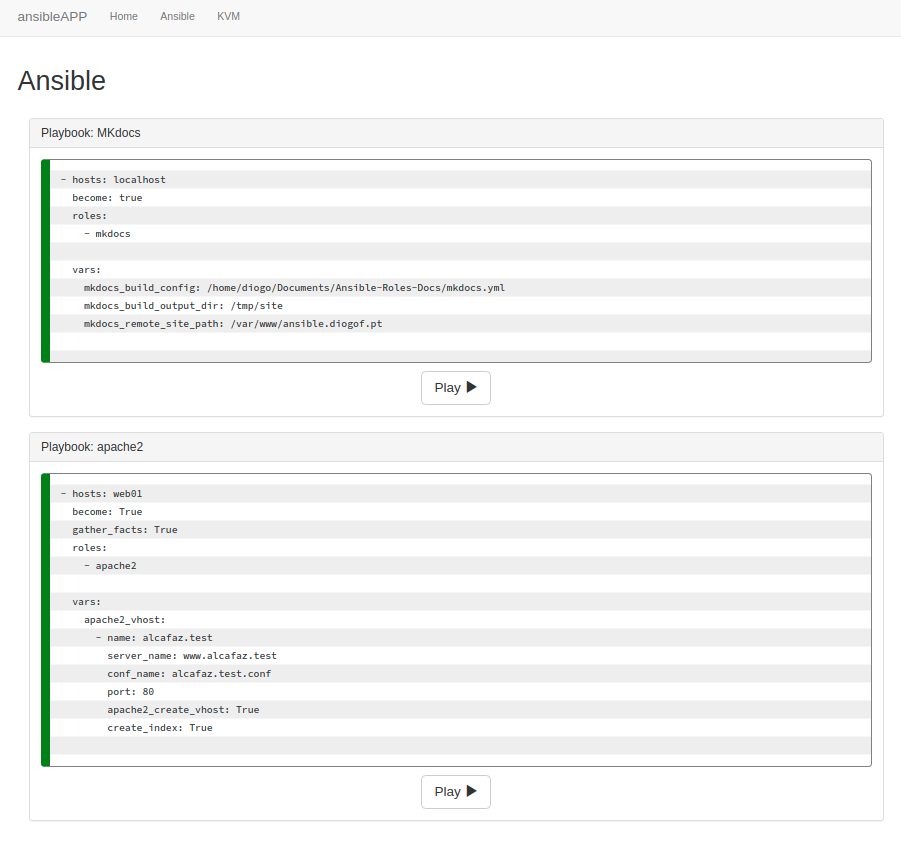 ansibleAPP Home Ansible KVM
Ansible
Playbook: MKdocs
- hosts: localhost
  become: true
  roles:
    - mkdocs
  vars:
    mkdocs_build_config: /home/diogo/Documents/Ansible-Roles-Docs/mkdocs.yml
    mkdocs_build_output_dir: /tmp/site
    mkdocs_remote_site_path: /var/www/ansible.diogof.pt
Play
Playbook: apache2
- hosts: web01
  become: True
  gather_facts: True
  roles:
    - apache2
  vars:
    apache2_vhost:
      - name: alcafaz.test
        server_name: www.alcafaz.test
        conf_name: alcafaz.test.conf
        port: 80
        apache2_create_vhost: True
        create_index: True
Play